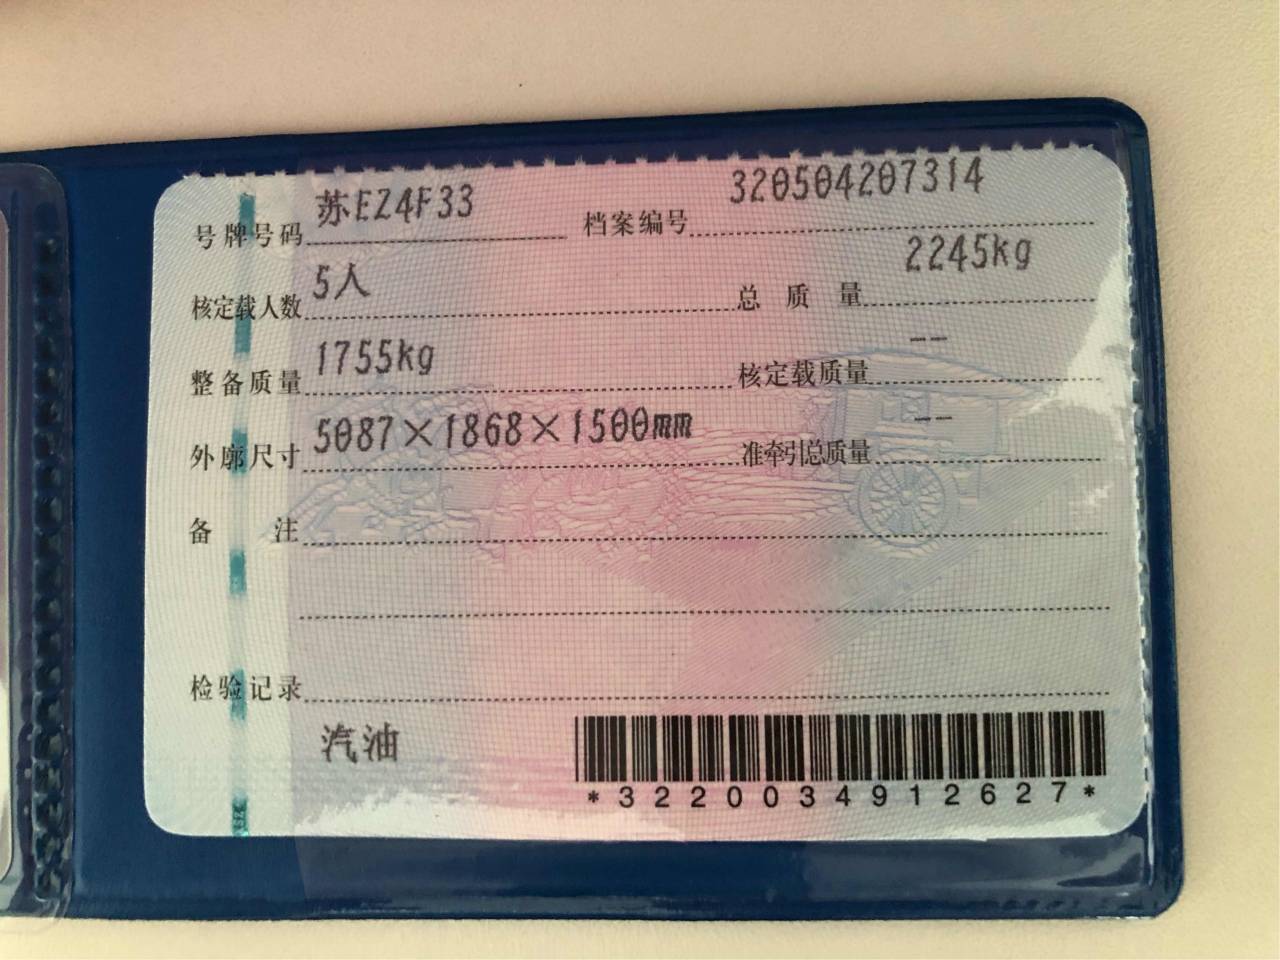 号牌号码 苏EZ4F33 档案编号 320504207314
核定载人数 5人 总质量 2245kg
整备质量 1755kg 核定载质量 --
外廓尺寸 5087×1868×1500mm 准牵引总质量 --
备注
检验记录
汽油
*3220034912627*